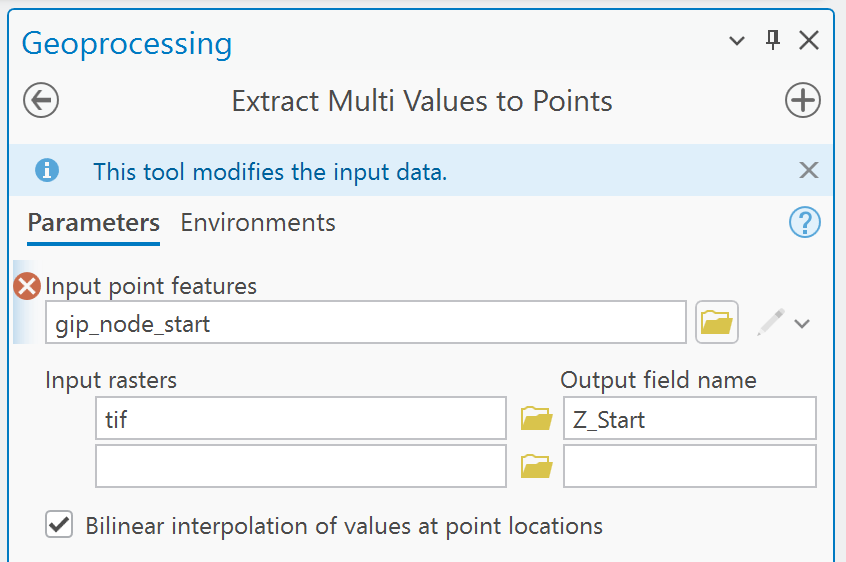 Geoprocessing
Extract Multi Values to Points
This tool modifies the input data.
Parameters Environments
Input point features
gip_node_start
Input rasters Output field name
tif Z_Start
Bilinear interpolation of values at point locations